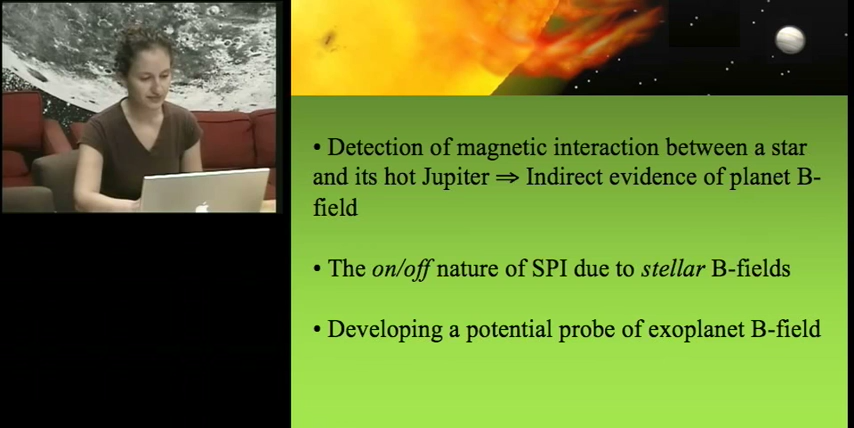 • Detection of magnetic interaction between a star
and its hot Jupiter ⇒ Indirect evidence of planet B-
field
• The on/off nature of SPI due to stellar B-fields
• Developing a potential probe of exoplanet B-field